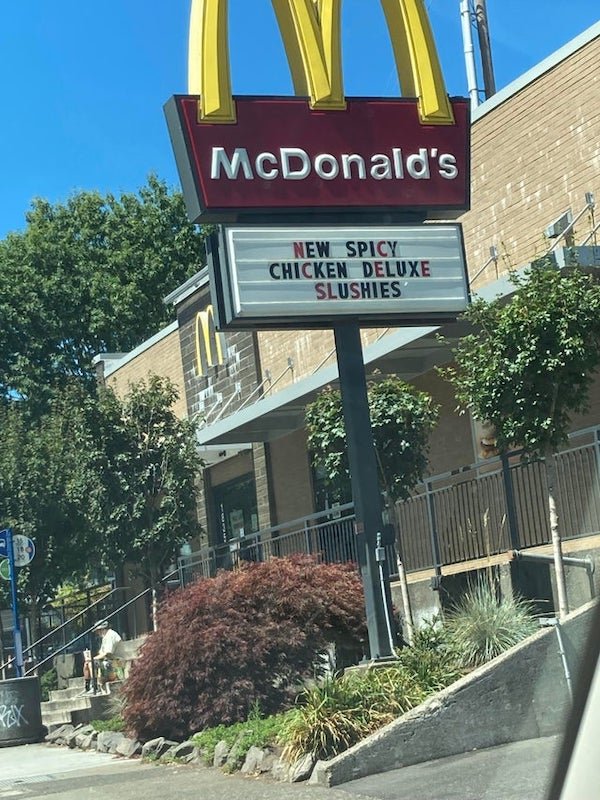 McDonald's
NEW SPICY
CHICKEN DELUXE
SLUSHIES